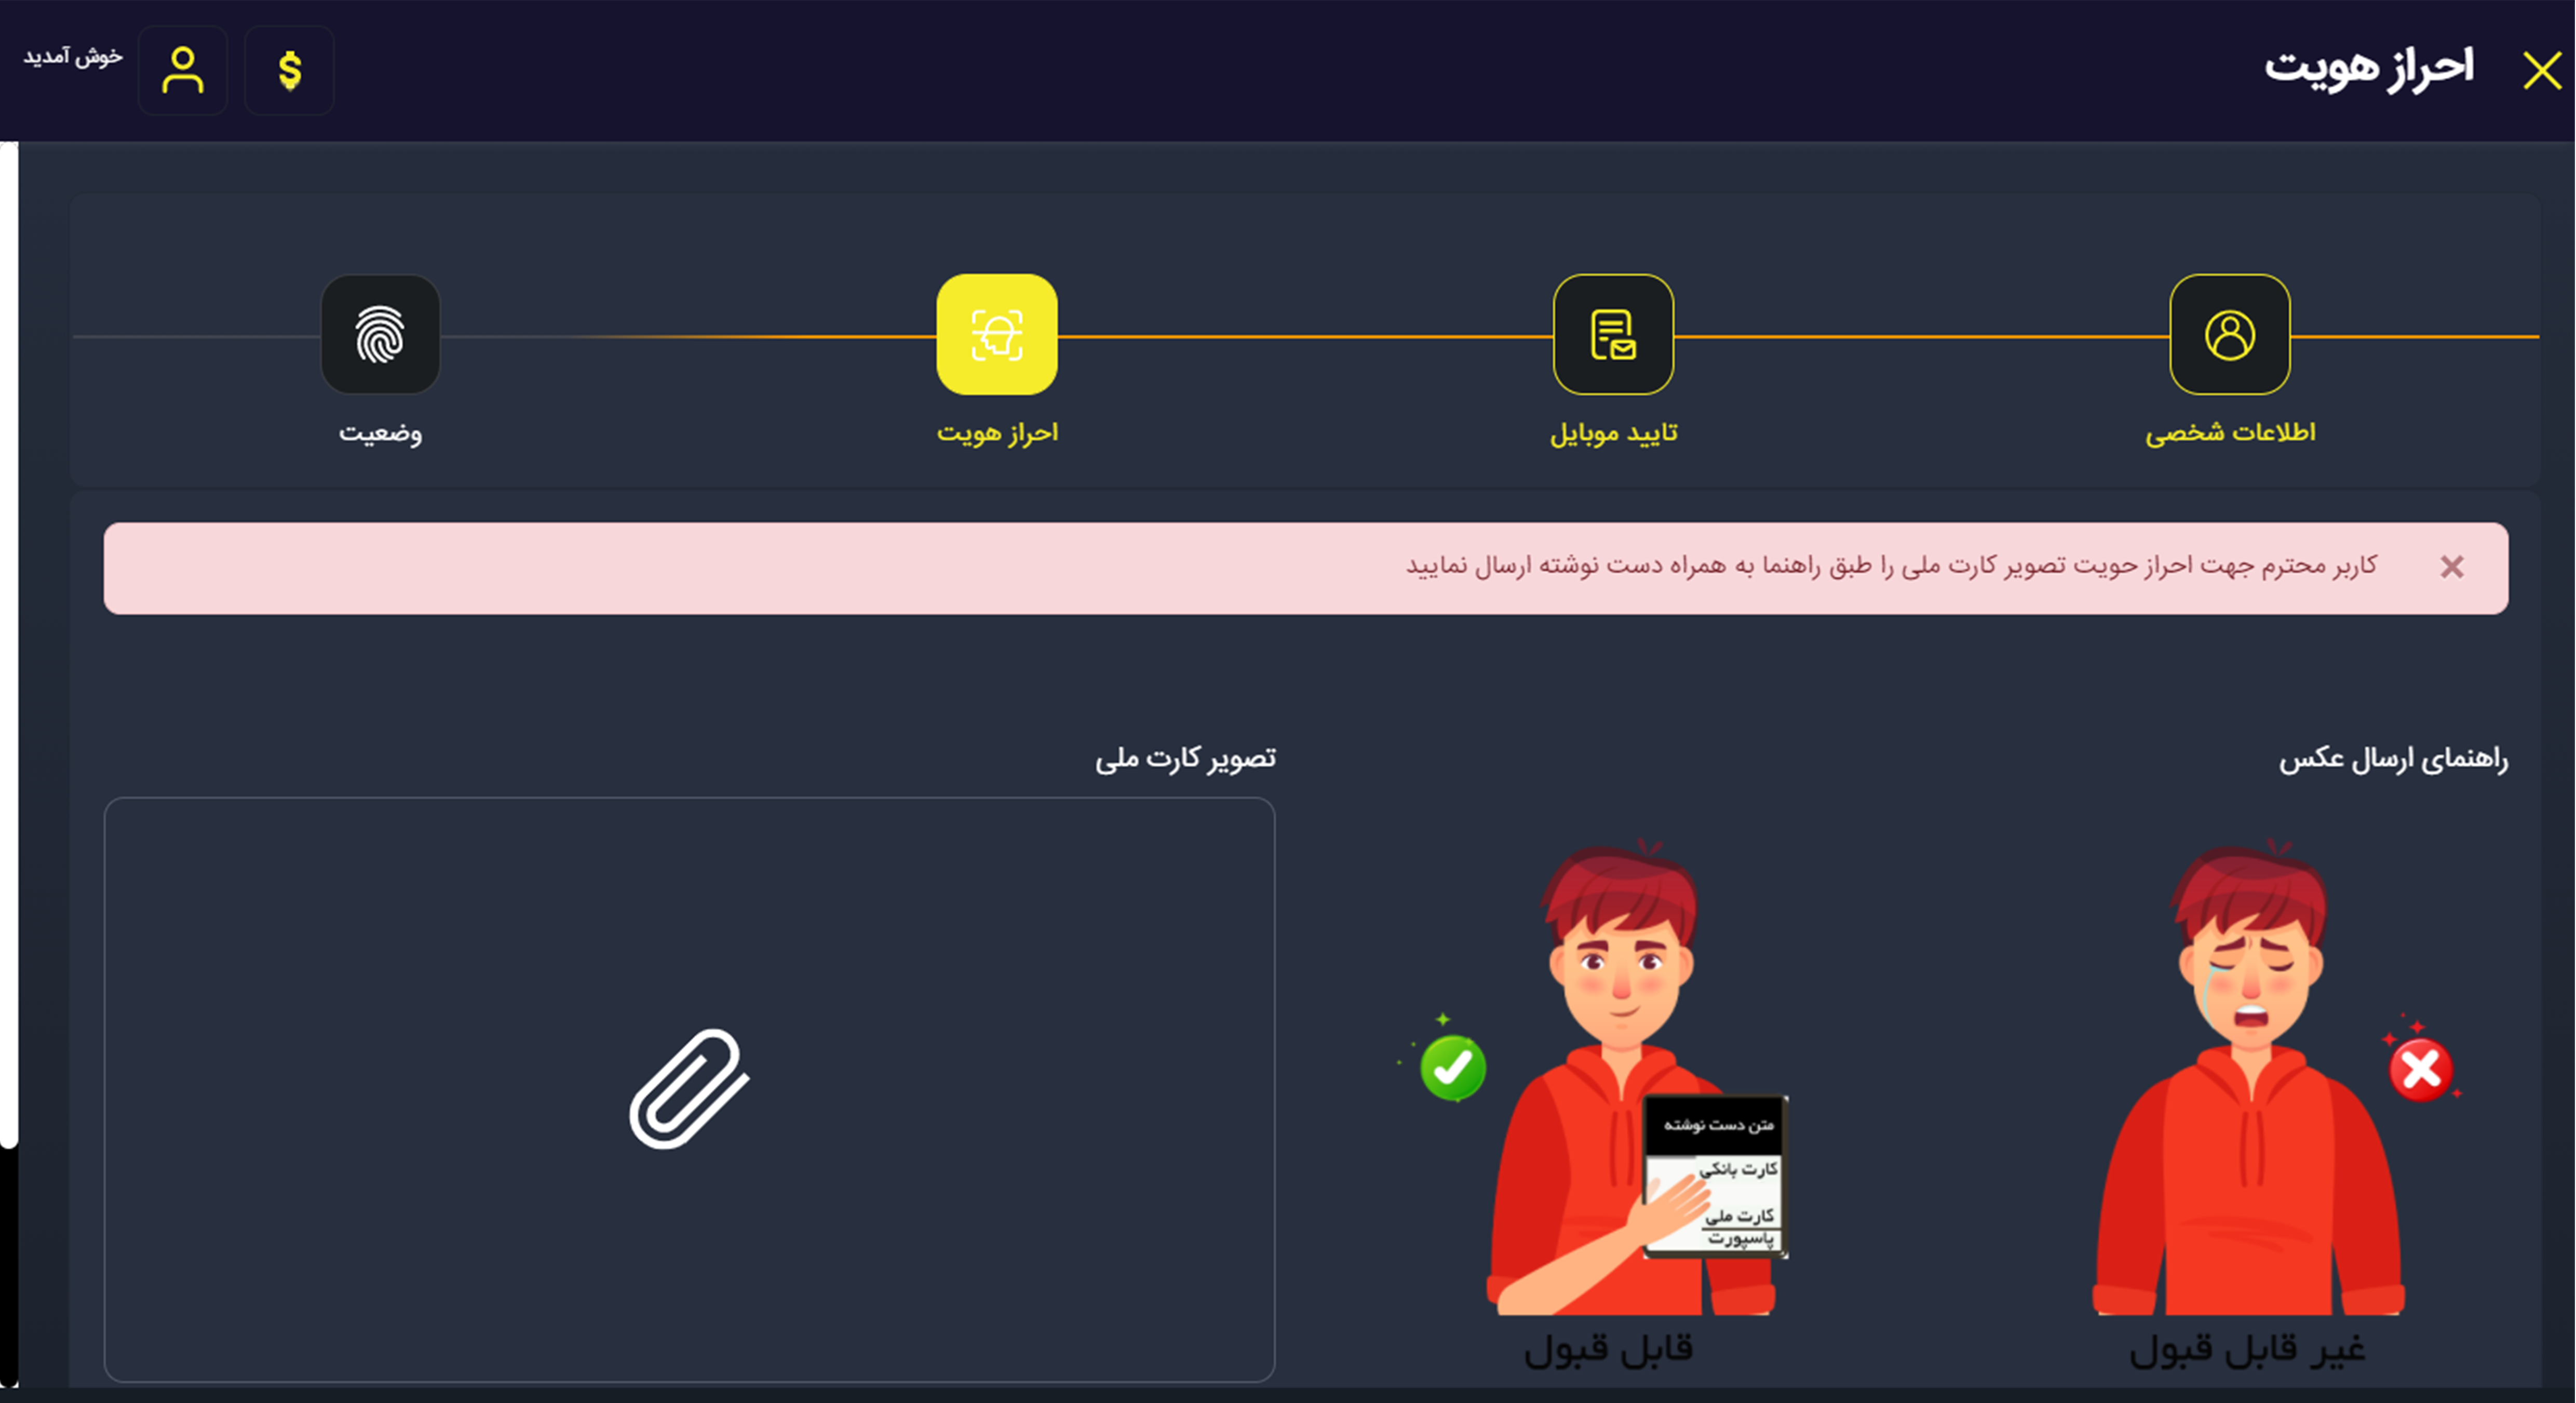 احراز هویت
خوش آمدید
اطلاعات شخصی
تایید موبایل
احراز هویت
وضعیت
کاربر محترم جهت احراز حویت تصویر کارت ملی را طبق راهنما به همراه دست نوشته ارسال نمایید
راهنمای ارسال عکس
تصویر کارت ملی
متن دست نوشته
کارت بانکی
کارت ملی
پاسپورت
غیر قابل قبول
قابل قبول